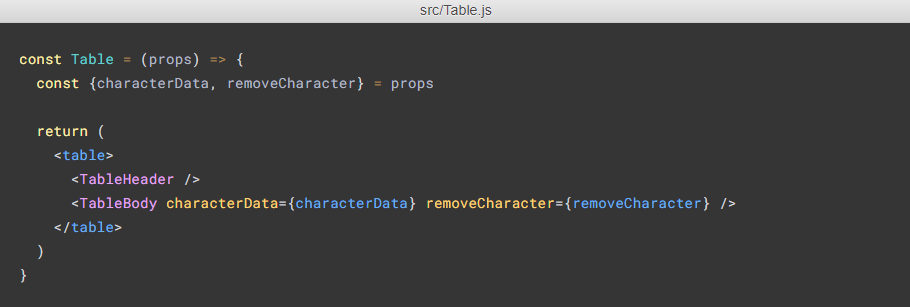 src/Table.js
const Table = (props) => {
  const {characterData, removeCharacter} = props

  return (
    <table>
      <TableHeader />
      <TableBody characterData={characterData} removeCharacter={removeCharacter} />
    </table>
  )
}